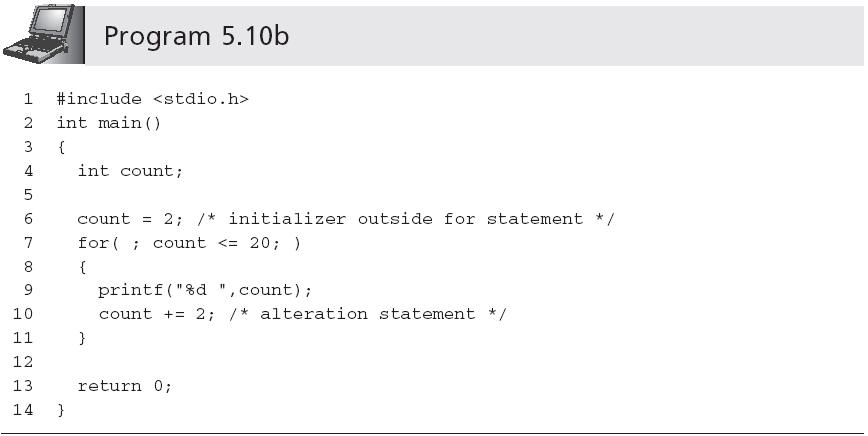 Program 5.10b
1 #include <stdio.h>
2 int main()
3 {
4 int count;
5
6 count = 2; /* initializer outside for statement */
7 for( ; count <= 20; )
8 {
9 printf("%d ",count);
10 count += 2; /* alteration statement */
11 }
12
13 return 0;
14 }